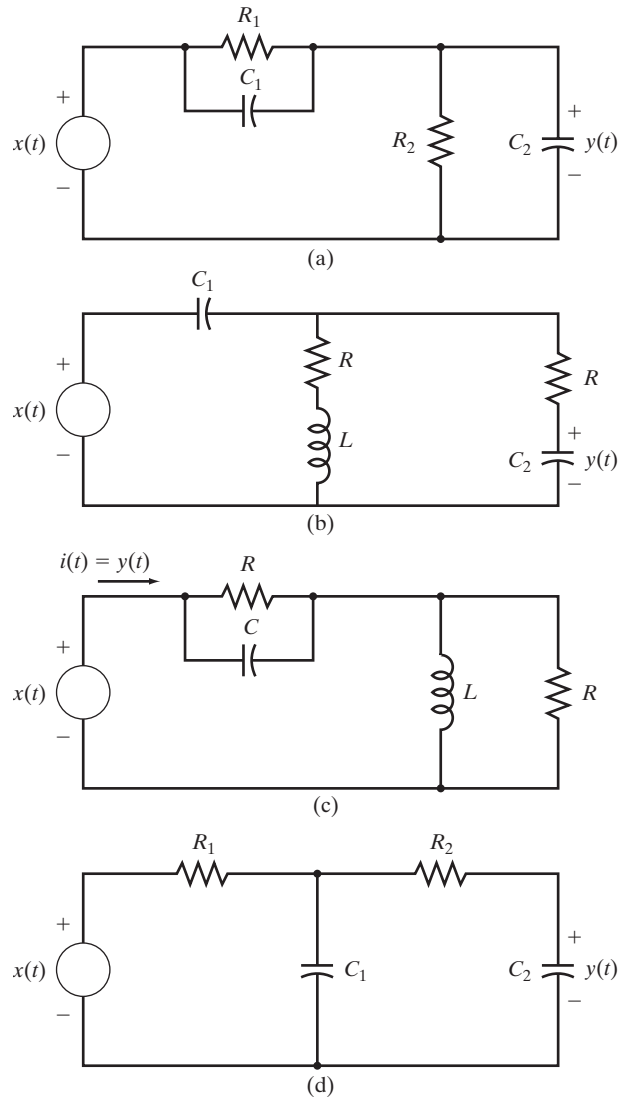 R₁
C₁
+
x(t)
−
R₂
C₂
+
y(t)
−
(a)
C₁
+
x(t)
−
R
L
R
C₂
+
y(t)
−
(b)
i(t) = y(t)
R
C
+
x(t)
−
L
R
(c)
R₁
R₂
+
x(t)
−
C₁
C₂
+
y(t)
−
(d)